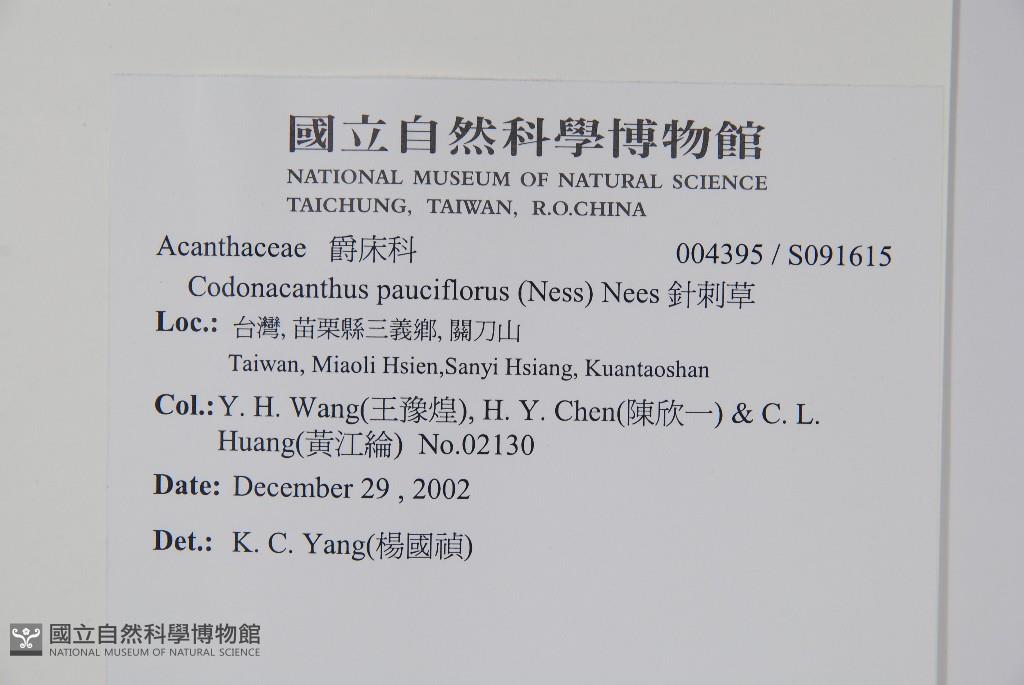 國立自然科學博物館
NATIONAL MUSEUM OF NATURAL SCIENCE
TAICHUNG, TAIWAN, R.O.CHINA
Acanthaceae 爵床科 004395 / S091615
Codonacanthus pauciflorus (Ness) Nees 針刺草
Loc.: 台灣, 苗栗縣三義鄉, 關刀山
Taiwan, Miaoli Hsien,Sanyi Hsiang, Kuantaoshan
Col.: Y. H. Wang(王豫煌), H. Y. Chen(陳欣一) & C. L.
Huang(黃江綸) No.02130
Date: December 29 , 2002
Det.: K. C. Yang(楊國禎)
國立自然科學博物館
NATIONAL MUSEUM OF NATURAL SCIENCE